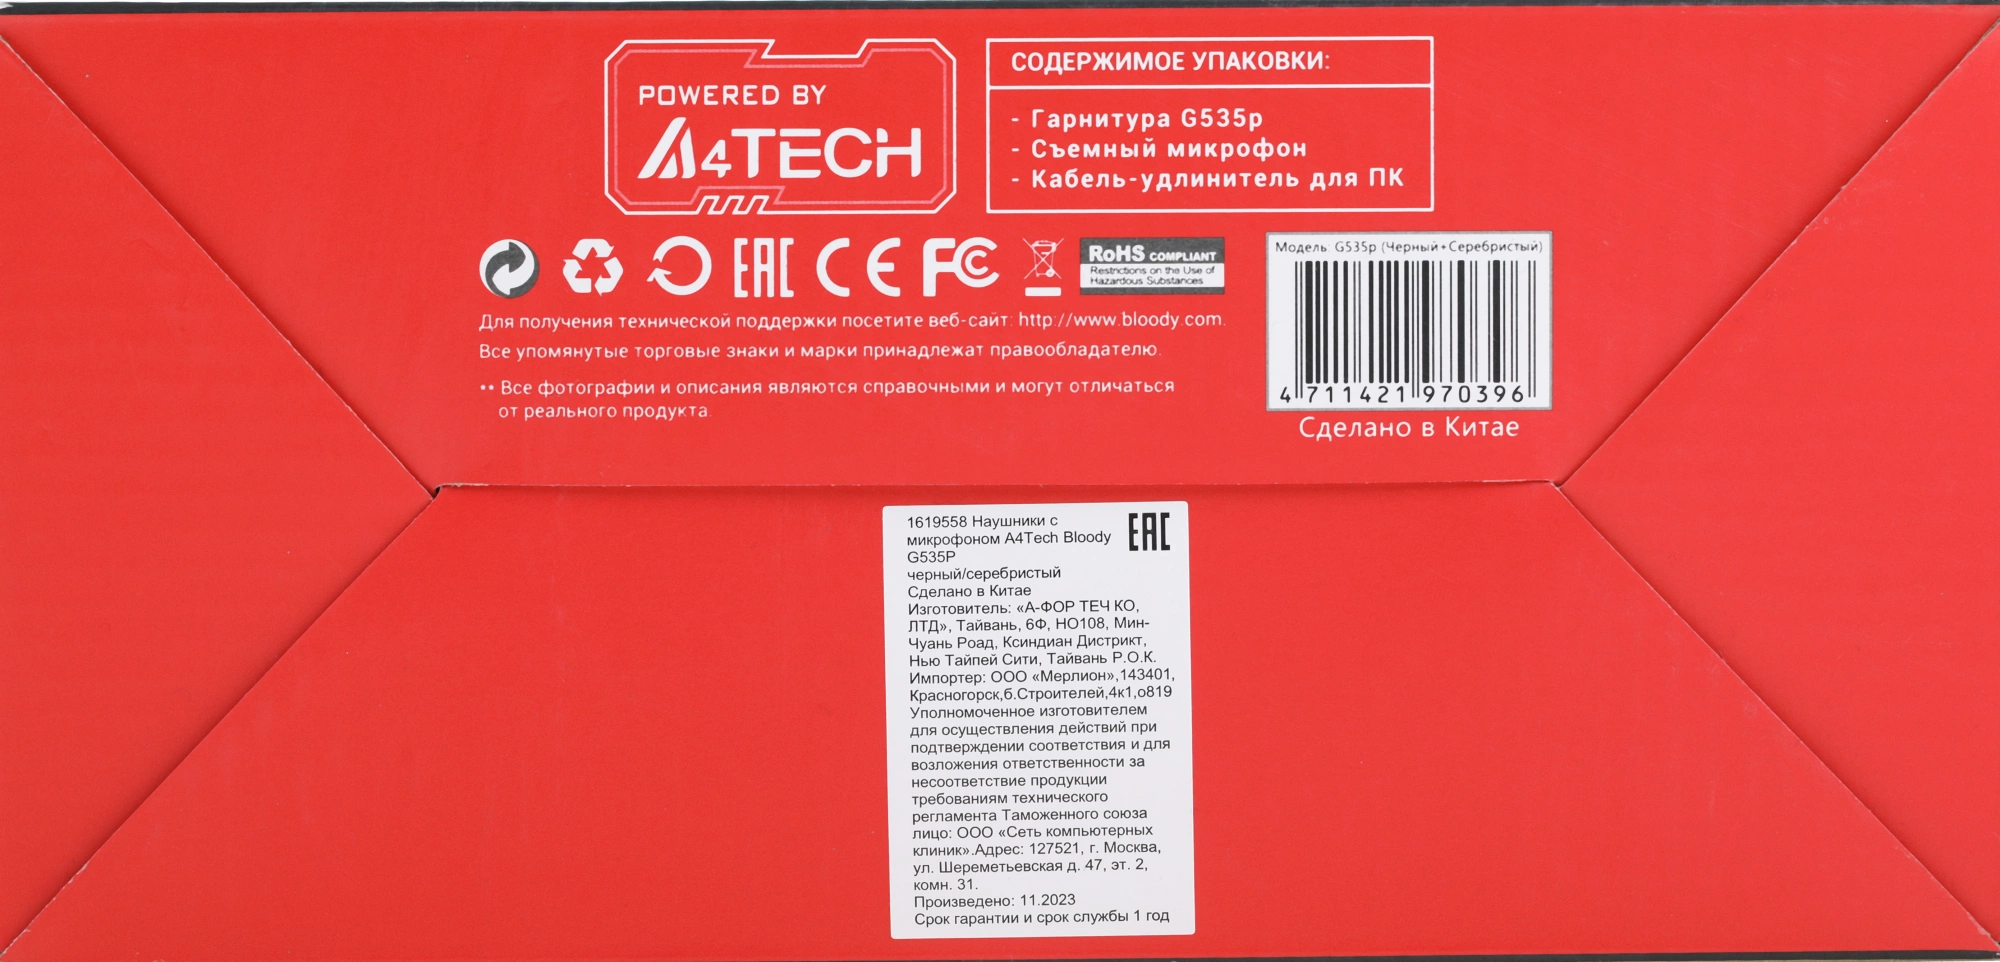 POWERED BY
A4TECH
СОДЕРЖИМОЕ УПАКОВКИ:
- Гарнитура G535p
- Съемный микрофон
- Кабель-удлинитель для ПК
EAC CE FC
RoHS COMPLIANT
Restrictions on the Use of
Hazardous Substances
Для получения технической поддержки посетите веб-сайт: http://www.bloody.com.
Все упомянутые торговые знаки и марки принадлежат правообладателю.
** Все фотографии и описания являются справочными и могут отличаться
от реального продукта.
Модель: G535p (Черный+Серебристый)
4 711421 970396
Сделано в Китае
EAC
1619558 Наушники с
микрофоном A4Tech Bloody
G535P
черный/серебристый
Сделано в Китае
Изготовитель: «А-ФОР ТЕЧ КО,
ЛТД», Тайвань, 6Ф, НО108, Мин-
Чуань Роад, Ксиндиан Дистрикт,
Нью Тайпей Сити, Тайвань Р.О.К.
Импортер: ООО «Мерлион»,143401,
Красногорск,б.Строителей,4к1,о819
Уполномоченное изготовителем
для осуществления действий при
подтверждении соответствия и для
возложения ответственности за
несоответствие продукции
требованиям технического
регламента Таможенного союза
лицо: ООО «Сеть компьютерных
клиник».Адрес: 127521, г. Москва,
ул. Шереметьевская д. 47, эт. 2,
комн. 31.
Произведено: 11.2023
Срок гарантии и срок службы 1 год